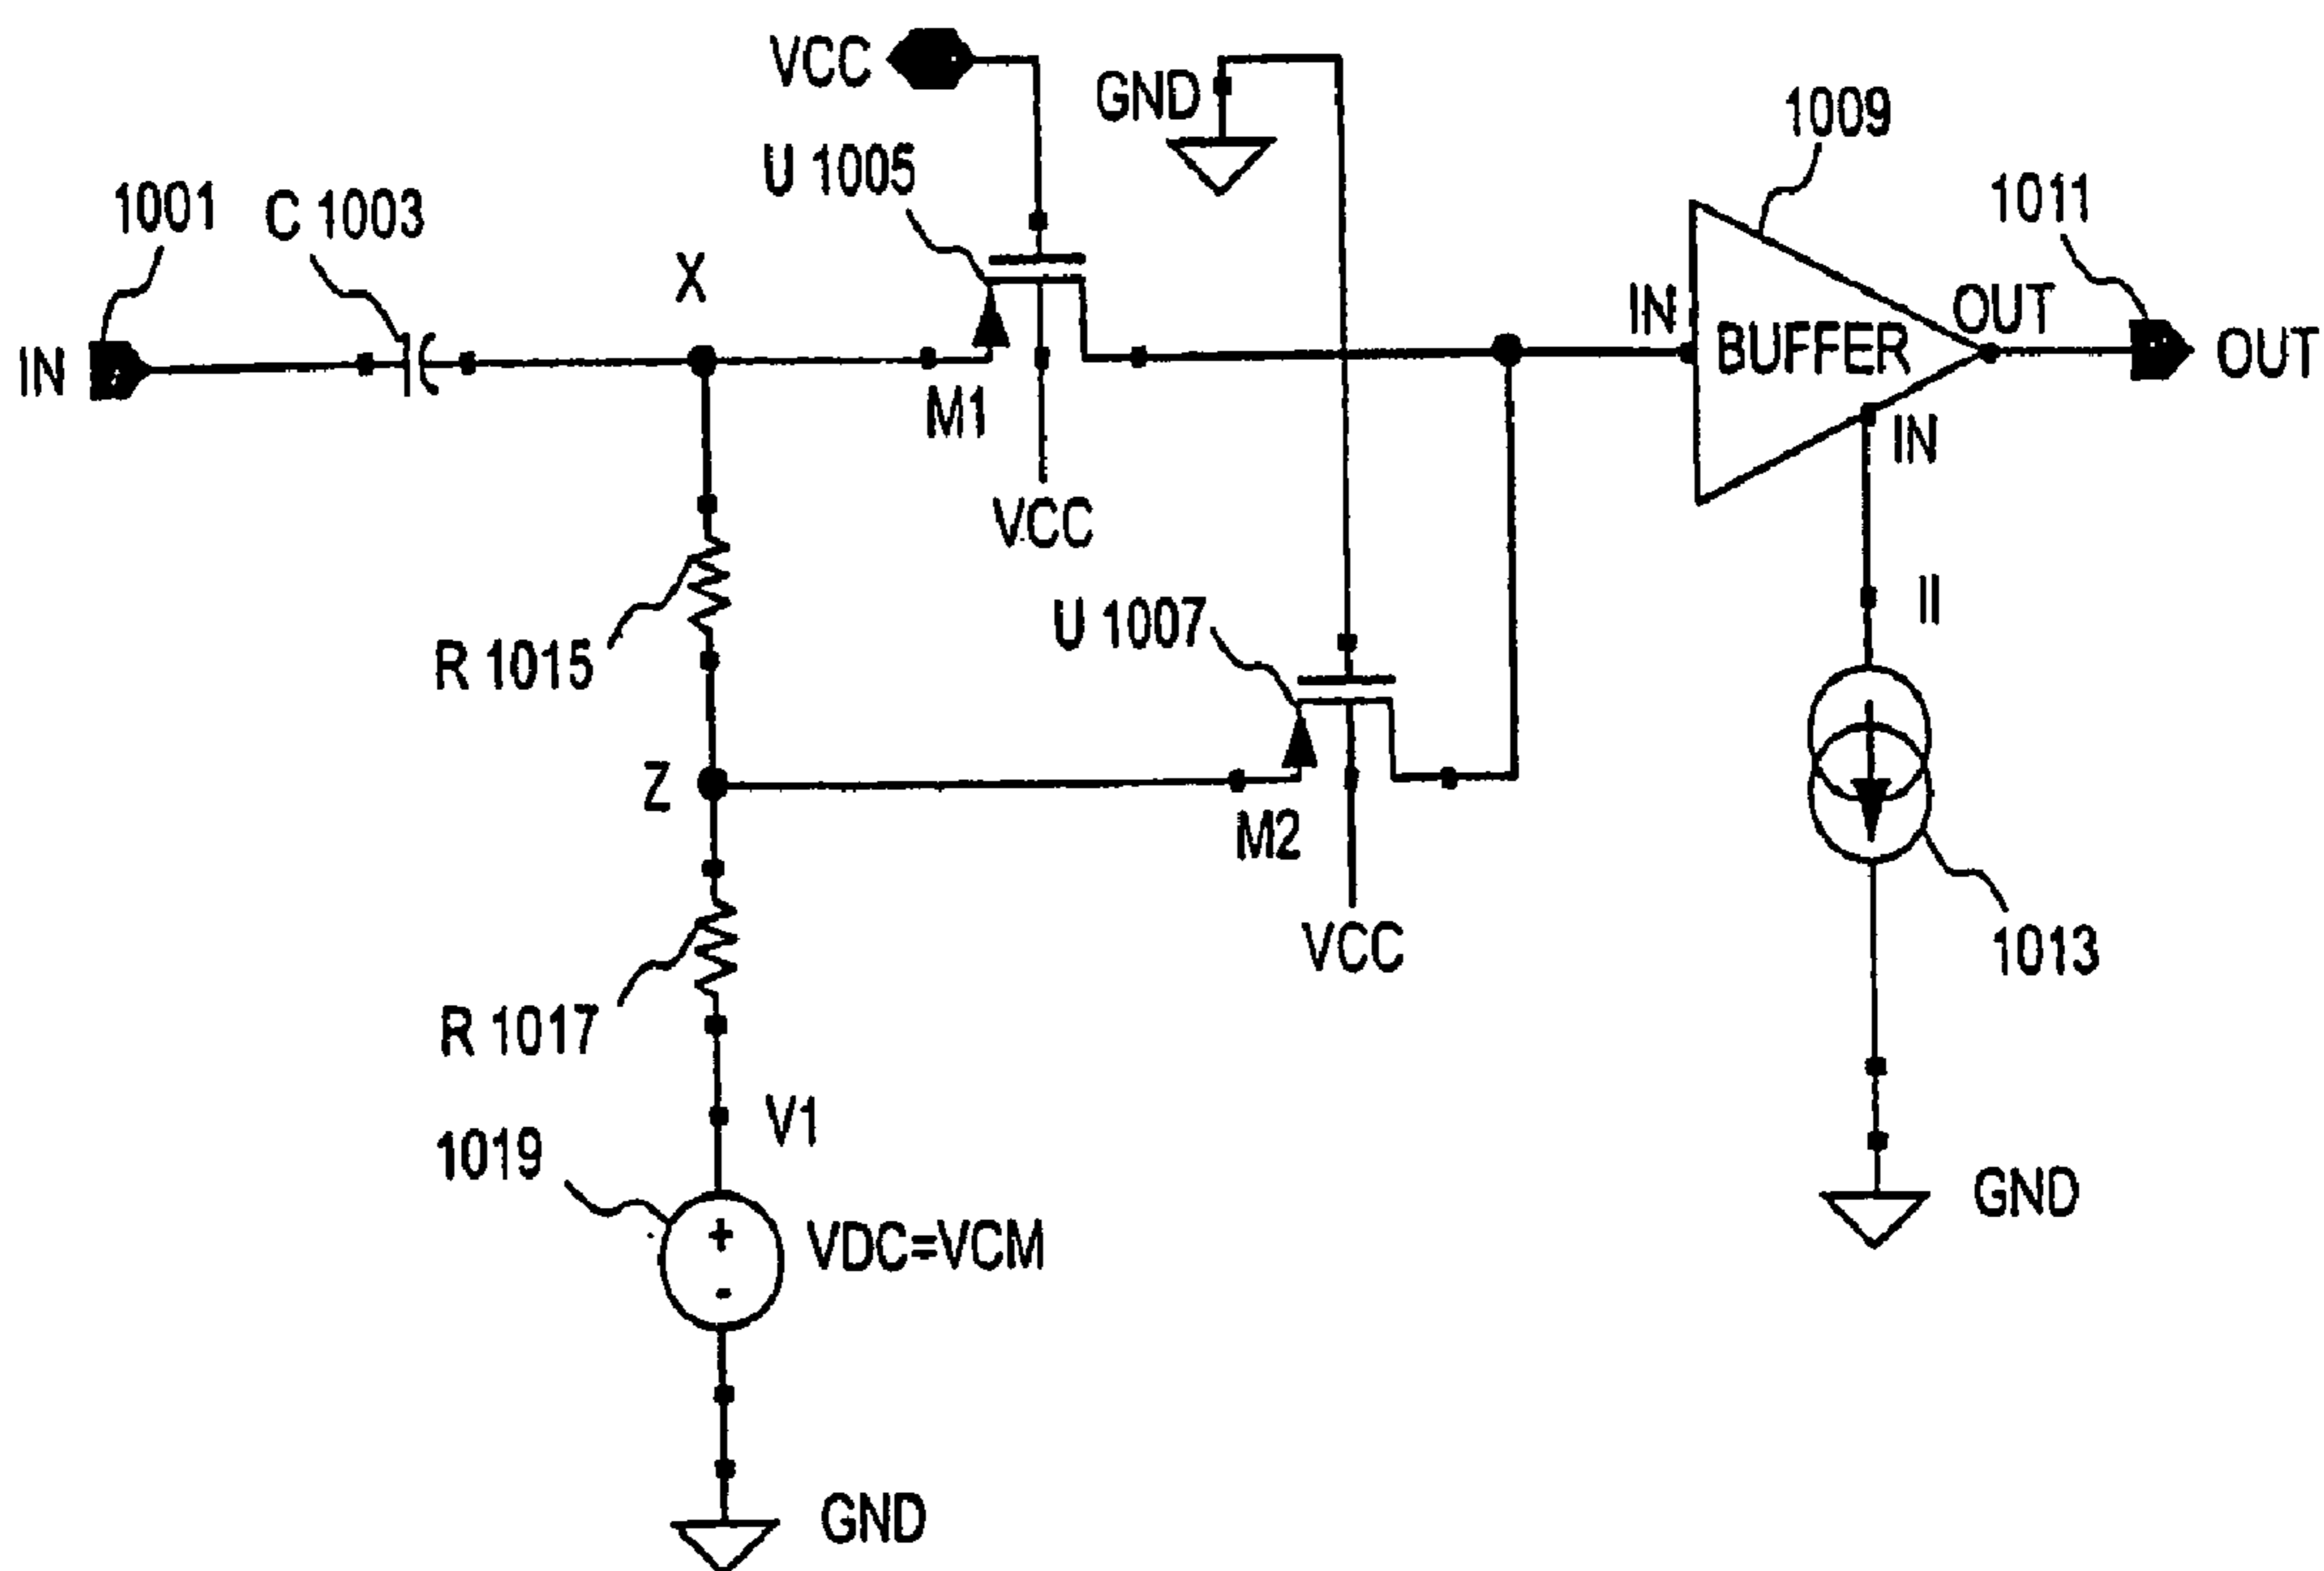 VCC
GND
1009
U 1005
1001
C 1003
1011
X
IN
OUT
BUFFER
IN
OUT
M1
IN
VCC
II
U 1007
R 1015
Z
M2
VCC
1013
R 1017
V1
1019
GND
+
VDC=VCM
-
GND